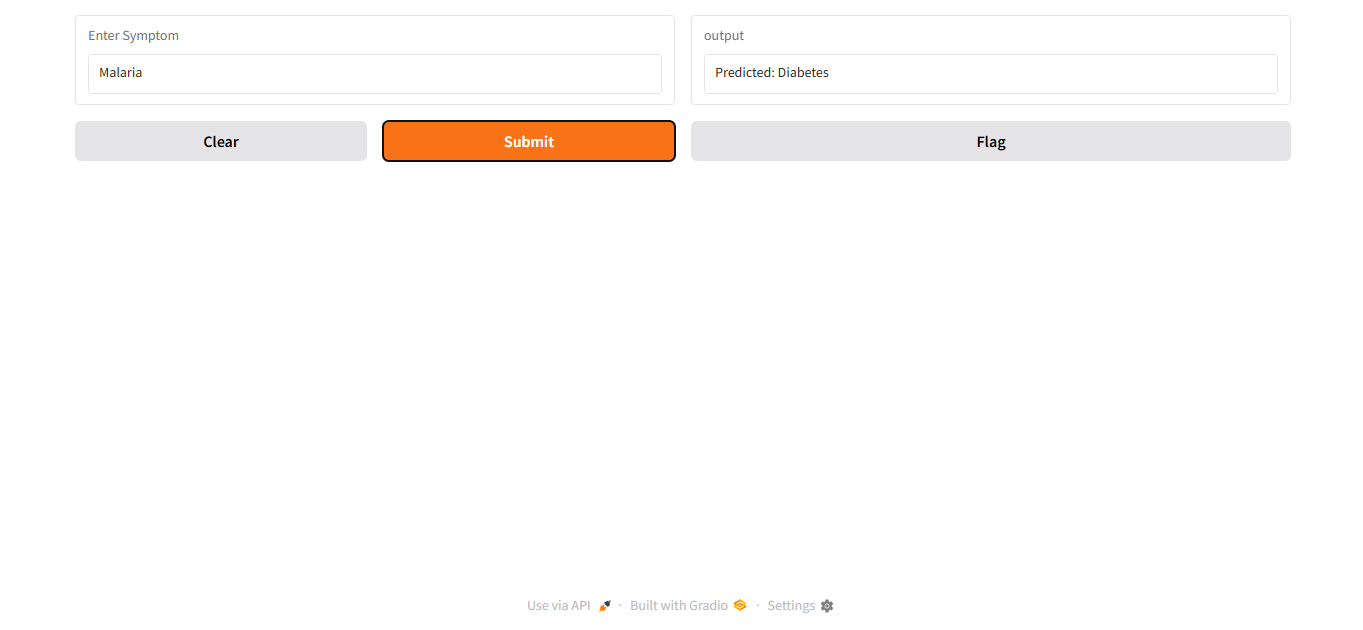 Enter Symptom
Malaria
output
Predicted: Diabetes
Clear
Submit
Flag
Use via API · Built with Gradio · Settings